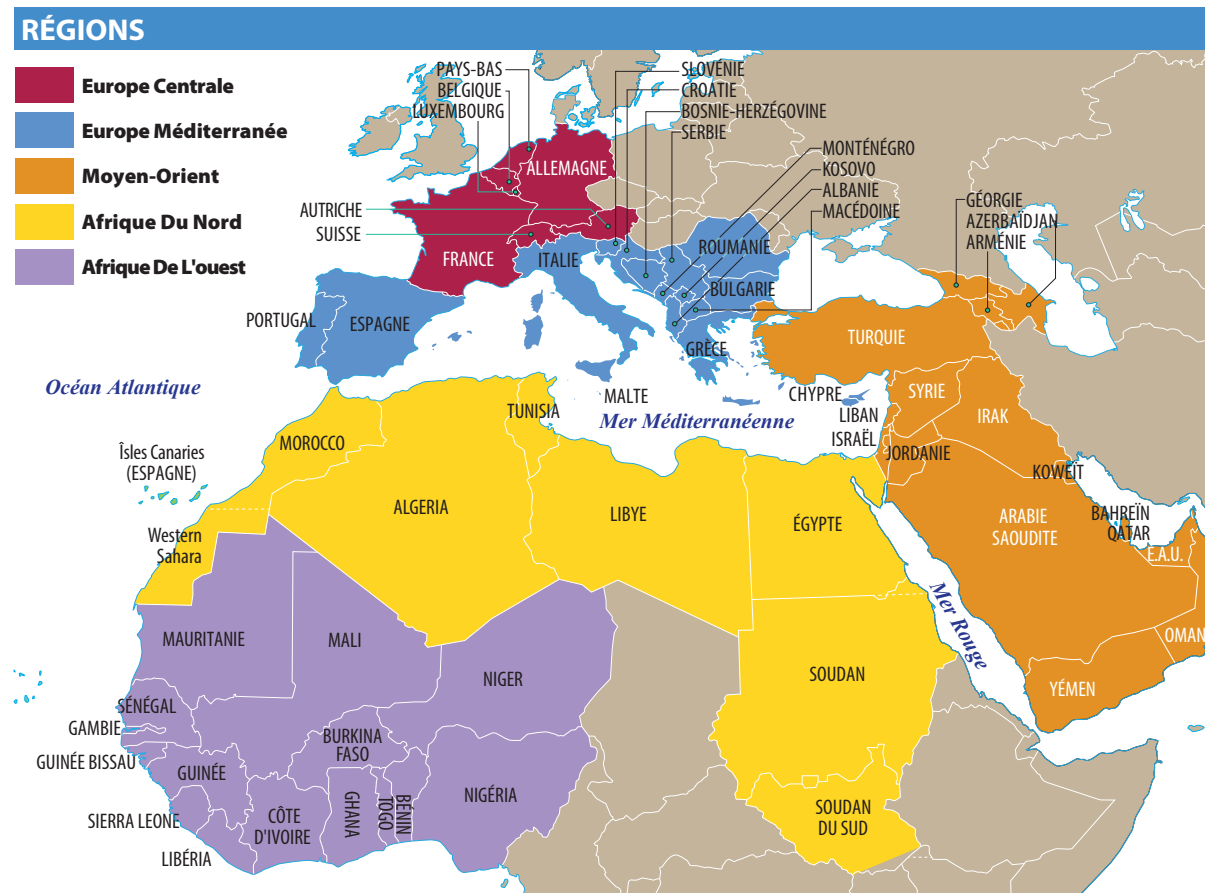 RÉGIONS
Europe Centrale
Europe Méditerranée
Moyen-Orient
Afrique Du Nord
Afrique De L'ouest
PAYS-BAS
BELGIQUE
LUXEMBOURG
SLOVÉNIE
CROATIE
BOSNIE-HERZÉGOVINE
SERBIE
MONTÉNÉGRO
KOSOVO
ALBANIE
MACÉDOINE
ALLEMAGNE
AUTRICHE
SUISSE
FRANCE
ITALIE
ROUMANIE
BULGARIE
GÉORGIE
AZERBAÏDJAN
ARMÉNIE
PORTUGAL
ESPAGNE
GRÈCE
TURQUIE
Océan Atlantique
MALTE
Mer Méditerranéenne
CHYPRE
LIBAN
ISRAËL
SYRIE
IRAK
JORDANIE
KOWEÏT
TUNISIA
MOROCCO
Îsles Canaries
(ESPAGNE)
ALGERIA
LIBYE
ÉGYPTE
ARABIE
SAOUDITE
BAHREÏN
QATAR
E.A.U.
OMAN
Western
Sahara
Mer Rouge
MAURITANIE
MALI
NIGER
SOUDAN
YÉMEN
SÉNÉGAL
GAMBIE
GUINÉE BISSAU
GUINÉE
BURKINA
FASO
SIERRA LEONE
LIBÉRIA
CÔTE
D'IVOIRE
GHANA
TOGO
BÉNIN
NIGÉRIA
SOUDAN
DU SUD